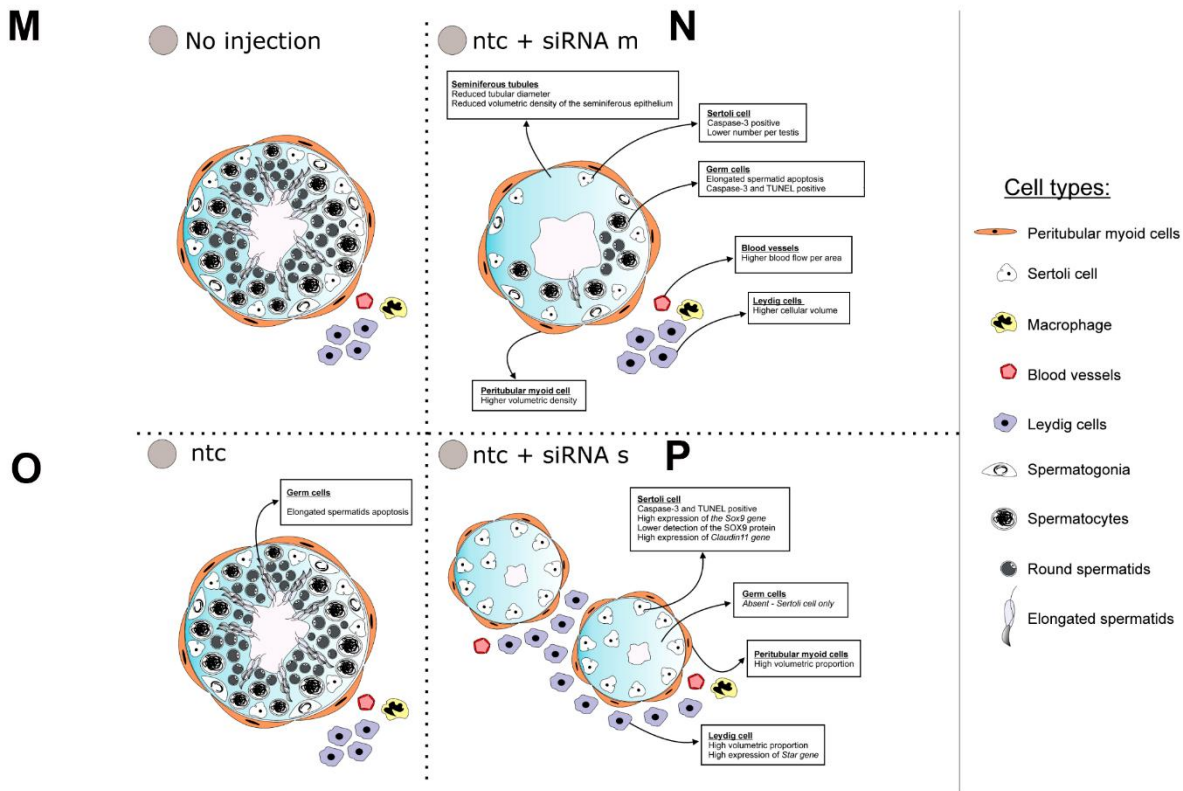 M
No injection
ntc + siRNA m
N
Seminiferous tubules
Reduced tubular diameter
Reduced volumetric density of the seminiferous epithelium
Sertoli cell
Caspase-3 positive
Lower number per testis
Germ cells
Elongated spermatid apoptosis
Caspase-3 and TUNEL positive
Blood vessels
Higher blood flow per area
Leydig cells
Higher cellular volume
Peritubular myoid cell
Higher volumetric density
O
ntc
Germ cells
Elongated spermatids apoptosis
ntc + siRNA s
P
Sertoli cell
Caspase-3 and TUNEL positive
High expression of the Sox9 gene
Lower detection of the SOX9 protein
High expression of Claudin11 gene
Germ cells
Absent - Sertoli cell only
Peritubular myoid cells
High volumetric proportion
Leydig cell
High volumetric proportion
High expression of Star gene
Cell types:
Peritubular myoid cells
Sertoli cell
Macrophage
Blood vessels
Leydig cells
Spermatogonia
Spermatocytes
Round spermatids
Elongated spermatids